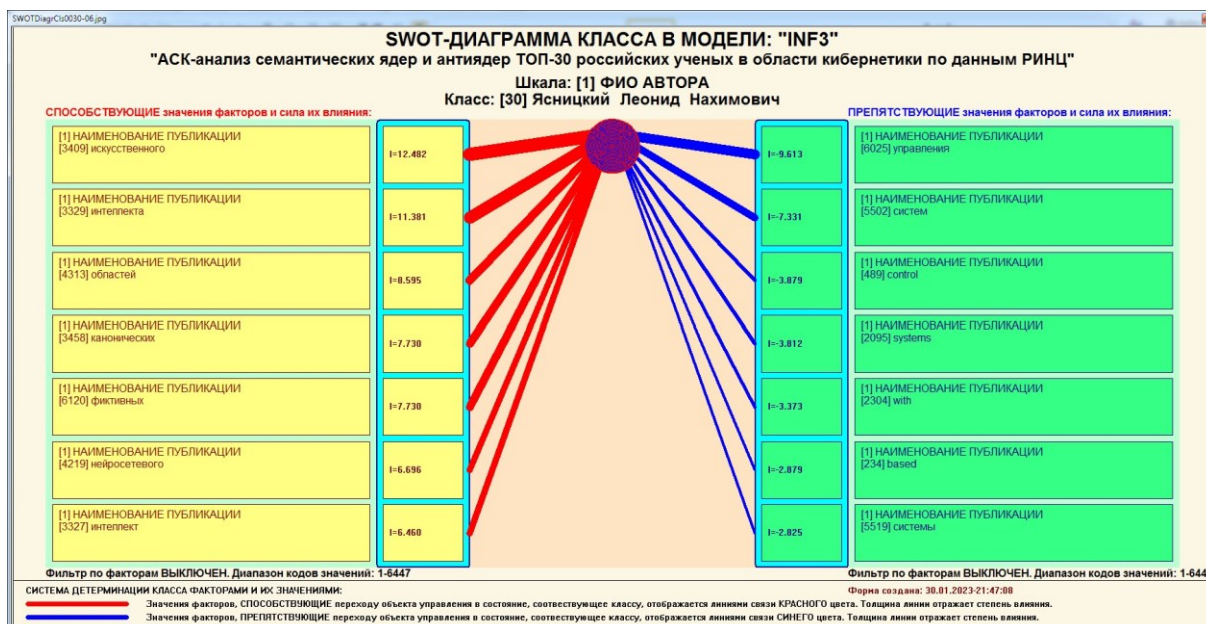 SWOTDiagrCls0030-06.jpg
SWOT-ДИАГРАММА КЛАССА В МОДЕЛИ: "INF3"
"АСК-анализ семантических ядер и антиядер ТОП-30 российских ученых в области кибернетики по данным РИНЦ"
Шкала: [1] ФИО АВТОРА
Класс: [30] Ясницкий Леонид Нахимович
СПОСОБСТВУЮЩИЕ значения факторов и сила их влияния:
[1] НАИМЕНОВАНИЕ ПУБЛИКАЦИИ
[3409] искусственного
I=12.482
[1] НАИМЕНОВАНИЕ ПУБЛИКАЦИИ
[3329] интеллекта
I=11.381
[1] НАИМЕНОВАНИЕ ПУБЛИКАЦИИ
[4313] областей
I=8.595
[1] НАИМЕНОВАНИЕ ПУБЛИКАЦИИ
[3458] канонических
I=7.730
[1] НАИМЕНОВАНИЕ ПУБЛИКАЦИИ
[6120] фиктивных
I=7.730
[1] НАИМЕНОВАНИЕ ПУБЛИКАЦИИ
[4219] нейросетевого
I=6.696
[1] НАИМЕНОВАНИЕ ПУБЛИКАЦИИ
[3327] интеллект
I=6.460
Фильтр по факторам ВЫКЛЮЧЕН. Диапазон кодов значений: 1-6447
ПРЕПЯТСТВУЮЩИЕ значения факторов и сила их влияния:
I=-9.613
[1] НАИМЕНОВАНИЕ ПУБЛИКАЦИИ
[6025] управления
I=-7.331
[1] НАИМЕНОВАНИЕ ПУБЛИКАЦИИ
[5502] систем
I=-3.879
[1] НАИМЕНОВАНИЕ ПУБЛИКАЦИИ
[489] control
I=-3.812
[1] НАИМЕНОВАНИЕ ПУБЛИКАЦИИ
[2095] systems
I=-3.373
[1] НАИМЕНОВАНИЕ ПУБЛИКАЦИИ
[2304] with
I=-2.879
[1] НАИМЕНОВАНИЕ ПУБЛИКАЦИИ
[234] based
I=-2.825
[1] НАИМЕНОВАНИЕ ПУБЛИКАЦИИ
[5519] системы
Фильтр по факторам ВЫКЛЮЧЕН. Диапазон кодов значений: 1-644
СИСТЕМА ДЕТЕРМИНАЦИИ КЛАССА ФАКТОРАМИ И ИХ ЗНАЧЕНИЯМИ:
Форма создана: 30.01.2023-21:47:08
Значения факторов, СПОСОБСТВУЮЩИЕ переходу объекта управления в состояние, соотвествующее классу, отображается линиями связи КРАСНОГО цвета. Толщина линии отражает степень влияния.
Значения факторов, ПРЕПЯТСТВУЮЩИЕ переходу объекта управления в состояние, соотвествующее классу, отображается линиями связи СИНЕГО цвета. Толщина линии отражает степень влияния.